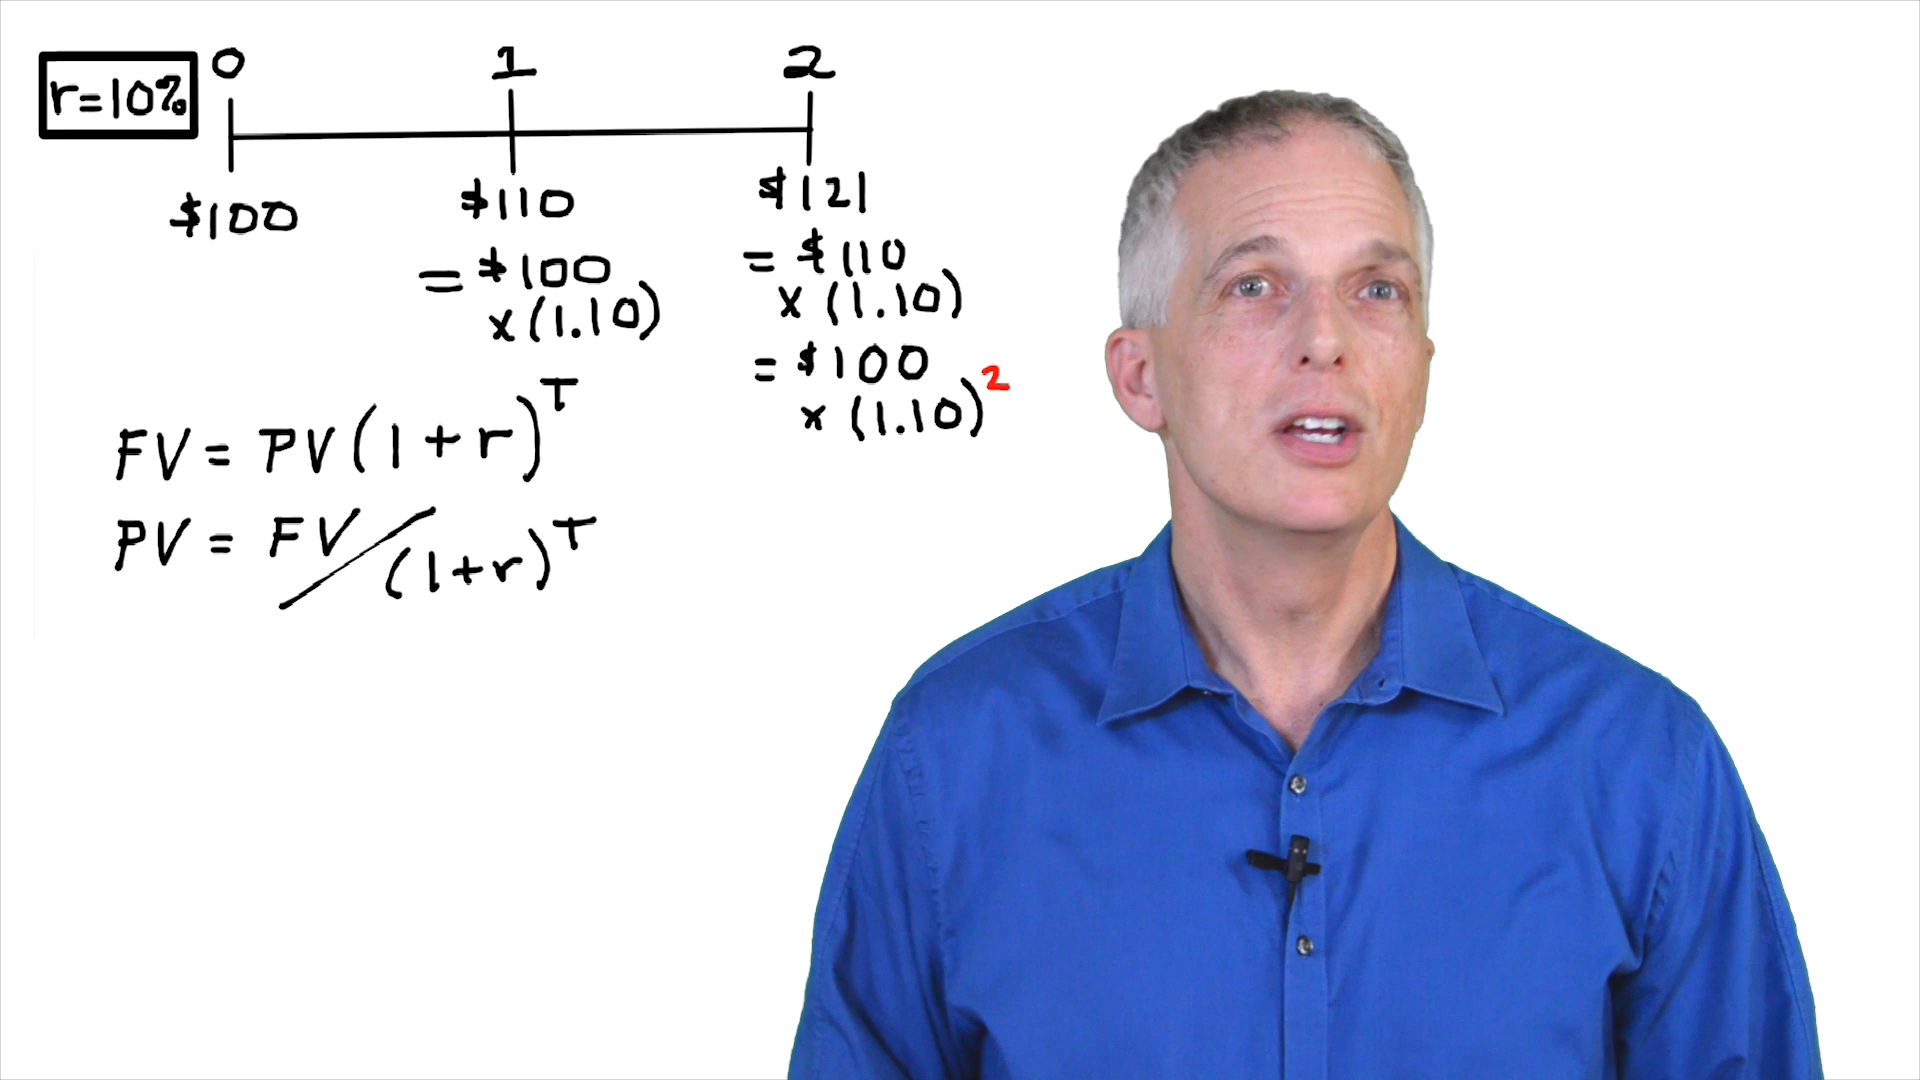 r=10%
0 1 2
$100 $110 $121
= $100
x (1.10)
= $110
x (1.10)
= $100
x (1.10)²
FV = PV(1+r)ᵀ
PV = FV/(1+r)ᵀ